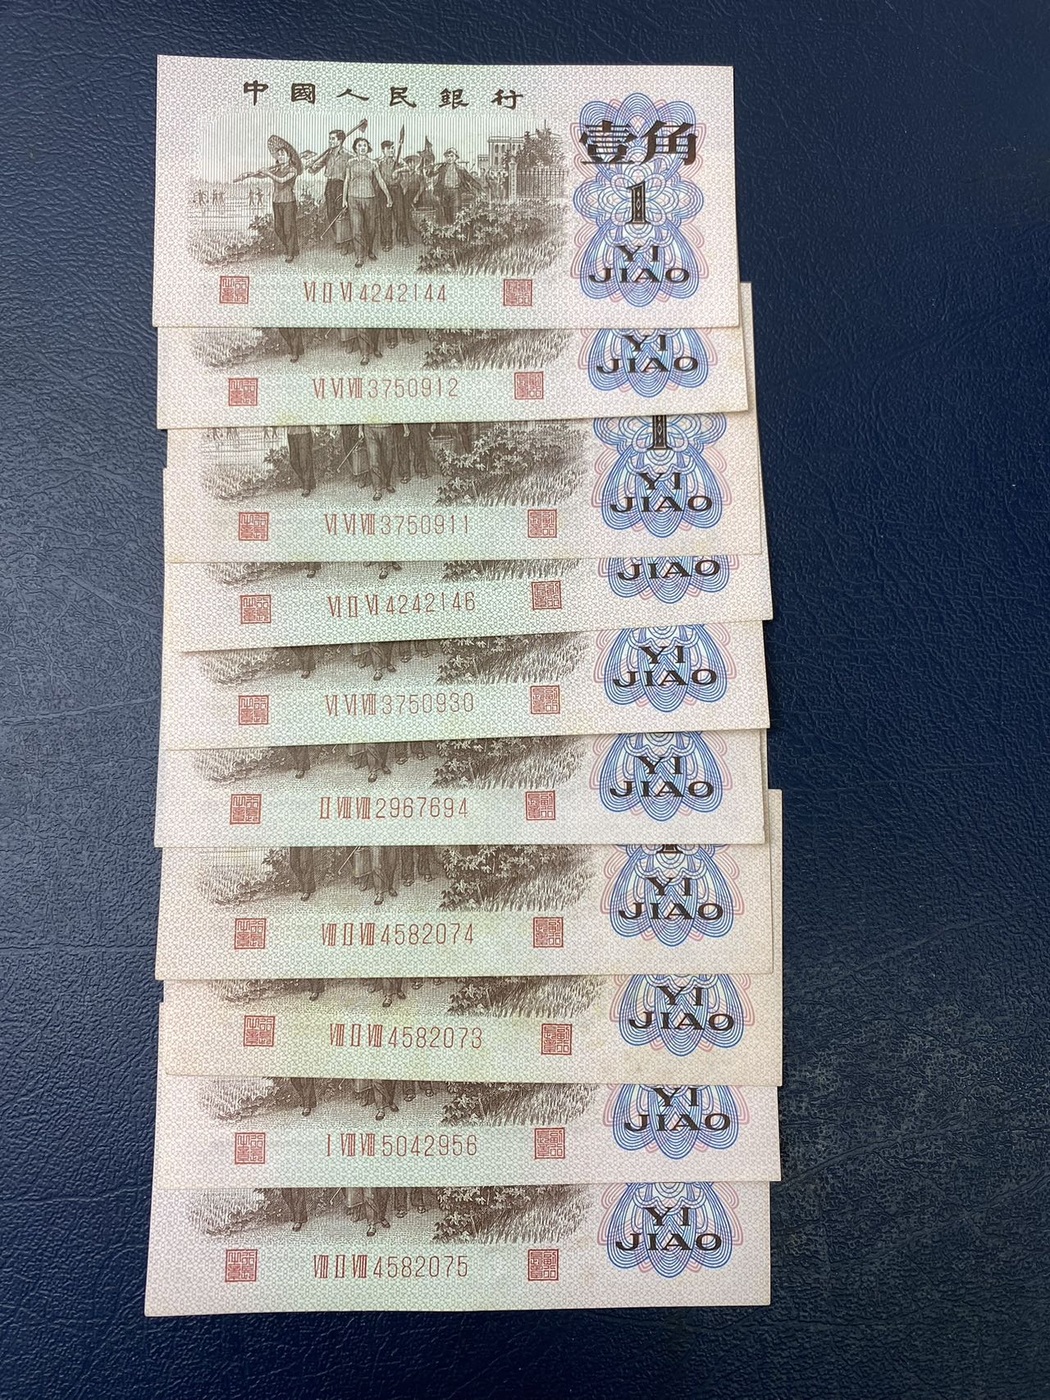 中國人民銀行
壹角
1
YI
JIAO
Ⅵ Ⅱ Ⅵ 4242144
YI
JIAO
Ⅵ Ⅵ Ⅷ 3750912
1
YI
JIAO
Ⅵ Ⅵ Ⅷ 3750911
JIAO
Ⅵ Ⅱ Ⅵ 4242146
YI
JIAO
Ⅵ Ⅵ Ⅷ 3750930
YI
JIAO
Ⅱ Ⅷ Ⅷ 2967694
YI
JIAO
Ⅷ Ⅱ Ⅷ 4582074
YI
JIAO
Ⅷ Ⅱ Ⅷ 4582073
YI
JIAO
Ⅰ Ⅷ Ⅷ 5042956
YI
JIAO
Ⅷ Ⅱ Ⅷ 4582075